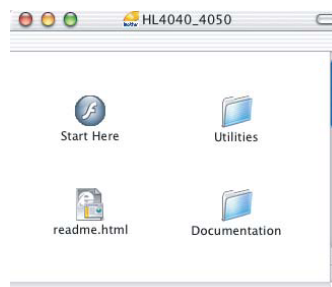 HL4040_4050
Start Here
Utilities
readme.html
Documentation